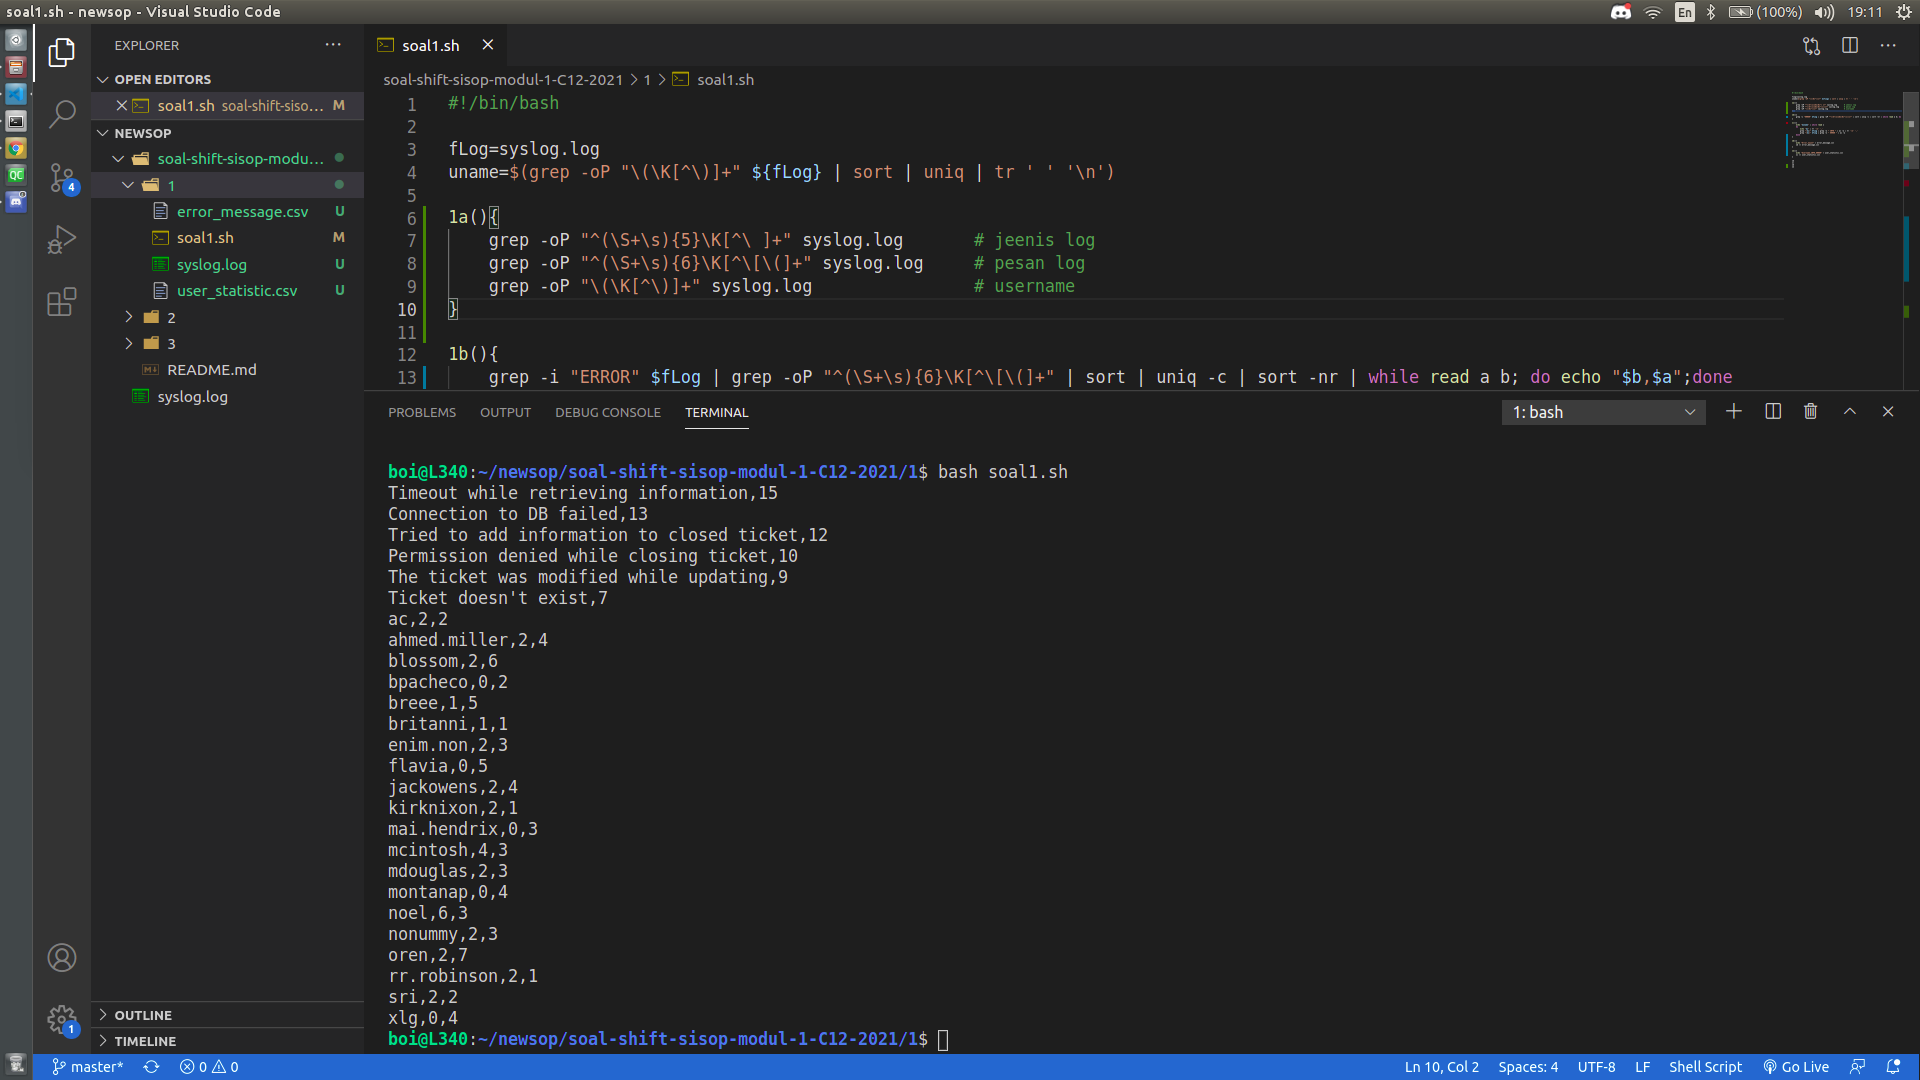 soal1.sh - newsop - Visual Studio Code
En
(100%)
19:11
EXPLORER
OPEN EDITORS
soal1.sh soal-shift-siso... M
NEWSOP
soal-shift-sisop-modu...
1
error_message.csv U
soal1.sh M
syslog.log U
user_statistic.csv U
2
3
README.md
syslog.log
OUTLINE
TIMELINE
4
1
soal1.sh
soal-shift-sisop-modul-1-C12-2021 > 1 > soal1.sh
1 #!/bin/bash
2
3 fLog=syslog.log
4 uname=$(grep -oP "\(\K[^\)]+" ${fLog} | sort | uniq | tr ' ' '\n')
5
6 1a(){
7 grep -oP "^(\S+\s){5}\K[^\ ]+" syslog.log # jeenis log
8 grep -oP "^(\S+\s){6}\K[^\[\(]+" syslog.log # pesan log
9 grep -oP "\(\K[^\)]+" syslog.log # username
10 }
11
12 1b(){
13 grep -i "ERROR" $fLog | grep -oP "^(\S+\s){6}\K[^\[\(]+" | sort | uniq -c | sort -nr | while read a b; do echo "$b,$a";done
PROBLEMS OUTPUT DEBUG CONSOLE TERMINAL
1: bash
boi@L340:~/newsop/soal-shift-sisop-modul-1-C12-2021/1$ bash soal1.sh
Timeout while retrieving information,15
Connection to DB failed,13
Tried to add information to closed ticket,12
Permission denied while closing ticket,10
The ticket was modified while updating,9
Ticket doesn't exist,7
ac,2,2
ahmed.miller,2,4
blossom,2,6
bpacheco,0,2
breee,1,5
britanni,1,1
enim.non,2,3
flavia,0,5
jackowens,2,4
kirknixon,2,1
mai.hendrix,0,3
mcintosh,4,3
mdouglas,2,3
montanap,0,4
noel,6,3
nonummy,2,3
oren,2,7
rr.robinson,2,1
sri,2,2
xlg,0,4
boi@L340:~/newsop/soal-shift-sisop-modul-1-C12-2021/1$
master* 0 0
Ln 10, Col 2 Spaces: 4 UTF-8 LF Shell Script Go Live